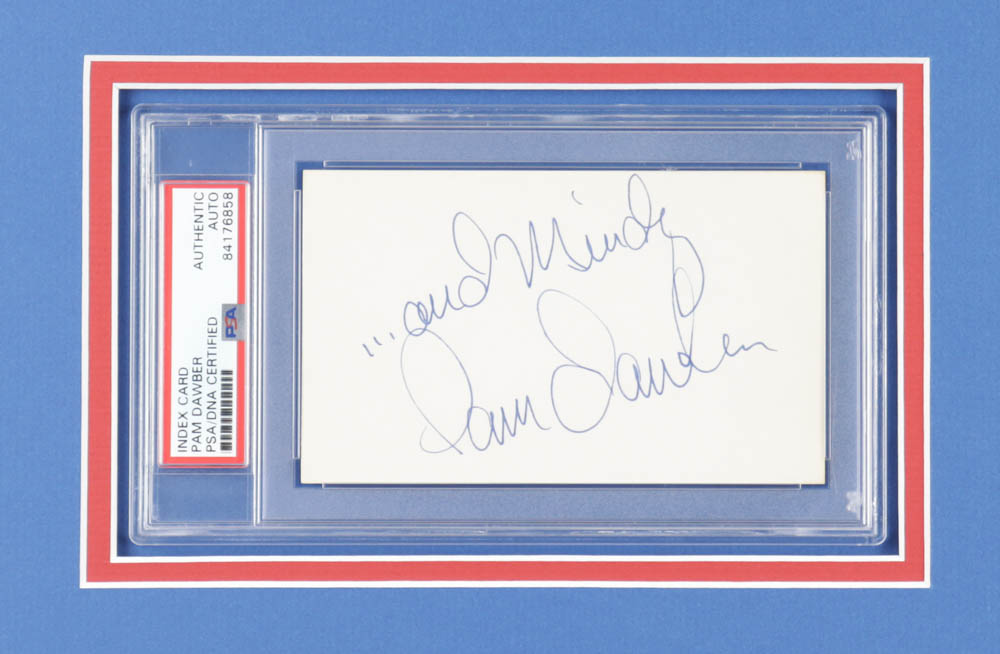 INDEX CARD
PAM DAWBER
PSA/DNA CERTIFIED
AUTHENTIC
AUTO
84176858
PSA
...and Mindy
Pam Dawber